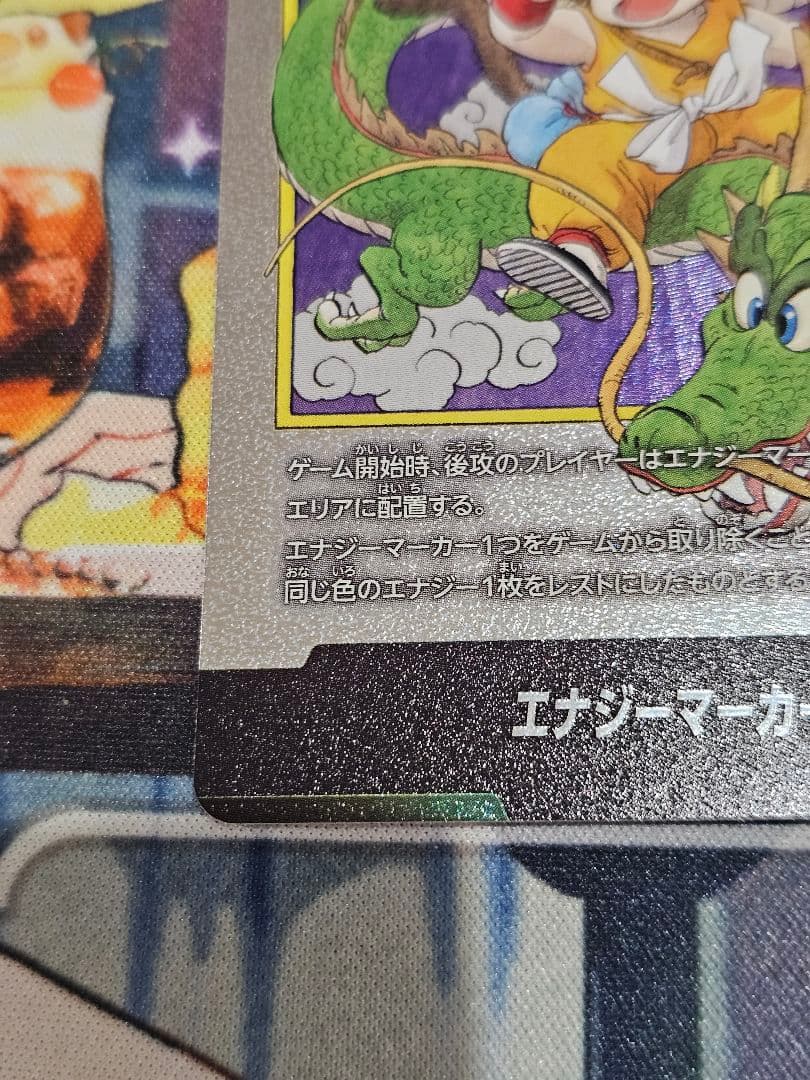 ゲーム開始時、後攻のプレイヤーはエナジーマー
エリアに配置する。
エナジーマーカー1つをゲームから取り除くこと
同じ色のエナジー1枚をレストにしたものとする
エナジーマーカー